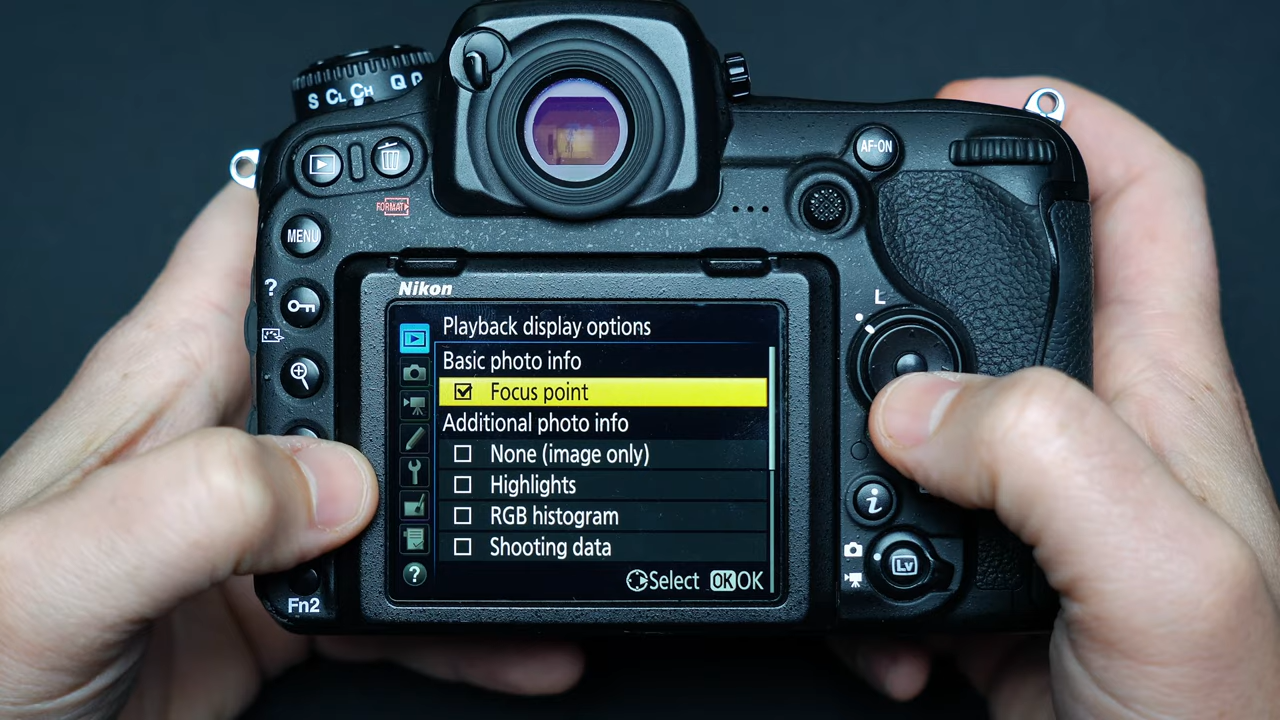 S CL CH Q
AF-ON
FORMAT
MENU
?
L
Nikon
Playback display options
Basic photo info
Focus point
Additional photo info
None (image only)
Highlights
RGB histogram
Shooting data
?
Select OK OK
i
Lv
Fn2